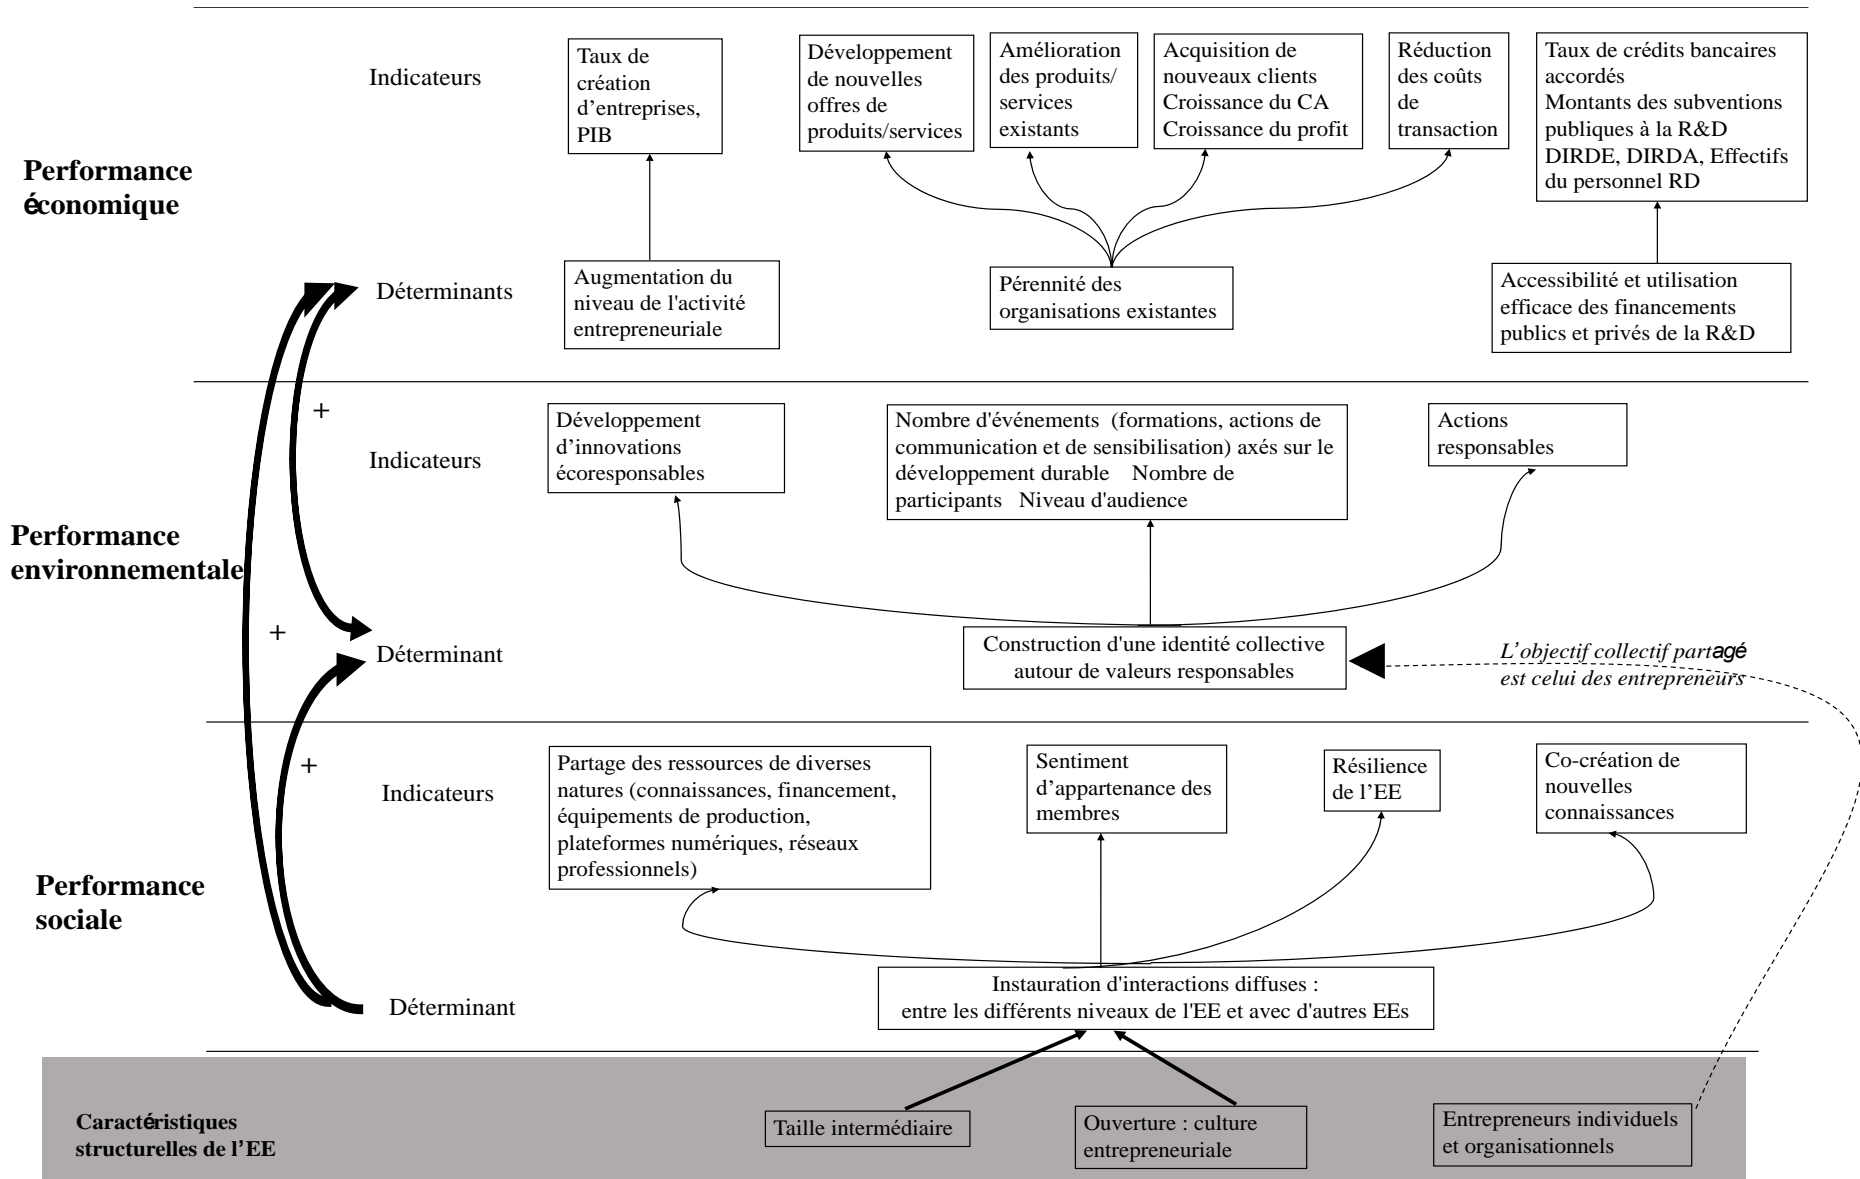 Indicateurs
Taux de
création
d’entreprises,
PIB
Développement
de nouvelles
offres de
produits/services
Amélioration
des produits/
services
existants
Acquisition de
nouveaux clients
Croissance du CA
Croissance du profit
Réduction
des coûts
de
transaction
Taux de crédits bancaires
accordés
Montants des subventions
publiques à la R&D
DIRDE, DIRDA, Effectifs
du personnel RD
Performance
économique
Déterminants
Augmentation du
niveau de l'activité
entrepreneuriale
Pérennité des
organisations existantes
Accessibilité et utilisation
efficace des financements
publics et privés de la R&D
+
Indicateurs
Développement
d’innovations
écoresponsables
Nombre d'événements (formations, actions de
communication et de sensibilisation) axés sur le
développement durable Nombre de
participants Niveau d'audience
Actions
responsables
Performance
environnementale
+
Déterminant
Construction d'une identité collective
autour de valeurs responsables
L’objectif collectif partagé
est celui des entrepreneurs
+
Indicateurs
Partage des ressources de diverses
natures (connaissances, financement,
équipements de production,
plateformes numériques, réseaux
professionnels)
Sentiment
d’appartenance des
membres
Résilience
de l’EE
Co-création de
nouvelles
connaissances
Performance
sociale
Déterminant
Instauration d'interactions diffuses :
entre les différents niveaux de l'EE et avec d'autres EEs
Caractéristiques
structurelles de l’EE
Taille intermédiaire
Ouverture : culture
entrepreneuriale
Entrepreneurs individuels
et organisationnels